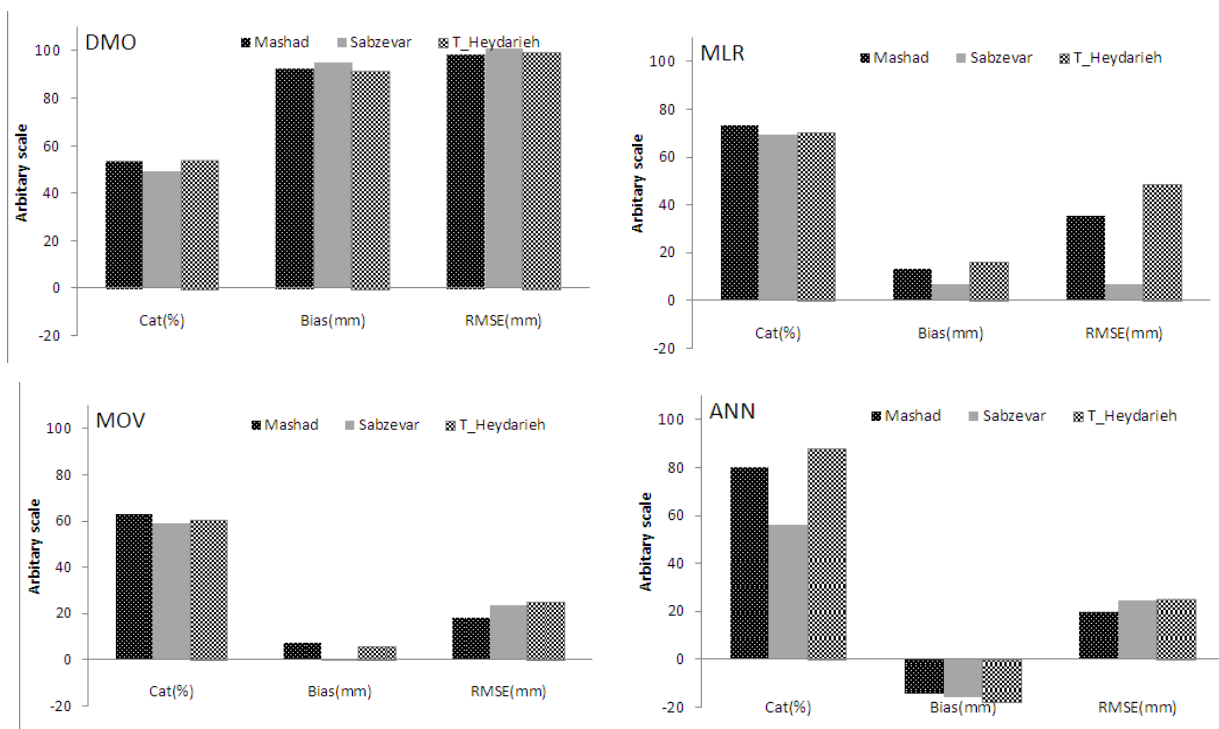 DMO
Mashad Sabzevar T_Heydarieh
Arbitary scale
100
80
60
40
20
0
-20
Cat(%) Bias(mm) RMSE(mm)
MLR
Mashad Sabzevar T_Heydarieh
Arbitary scale
100
80
60
40
20
0
-20
Cat(%) Bias(mm) RMSE(mm)
MOV
Mashad Sabzevar T_Heydarieh
Arbitary scale
100
80
60
40
20
0
-20
Cat(%) Bias(mm) RMSE(mm)
ANN
Mashad Sabzevar T_Heydarieh
Arbitary scale
100
80
60
40
20
0
-20
Cat(%) Bias(mm) RMSE(mm)